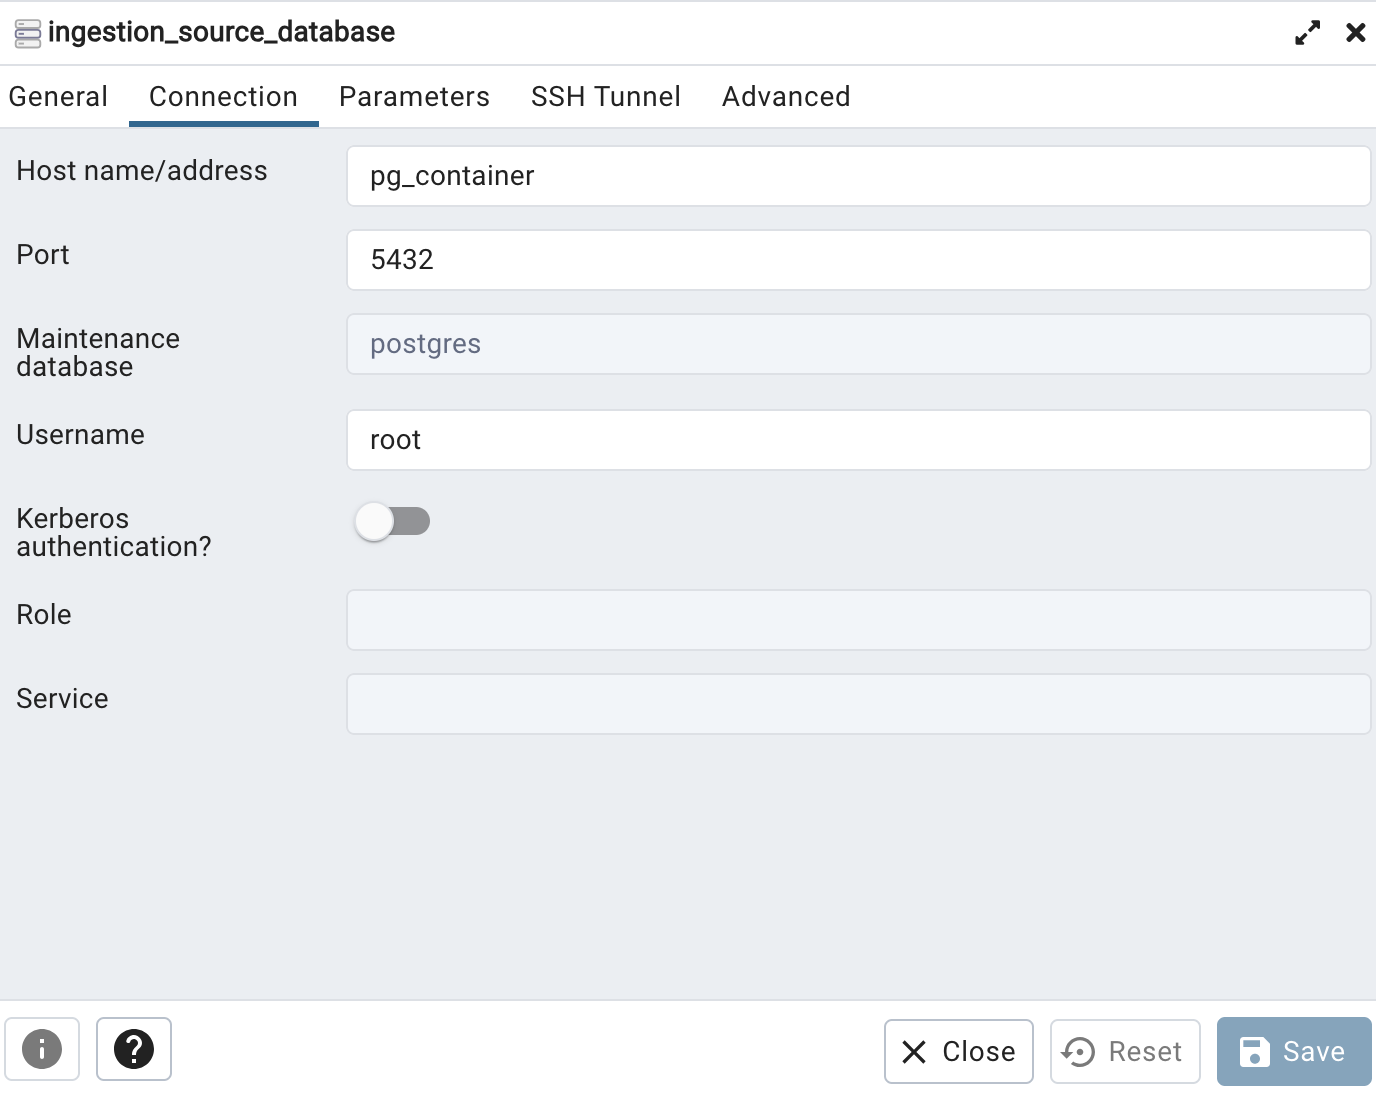 ingestion_source_database
General Connection Parameters SSH Tunnel Advanced
Host name/address pg_container
Port 5432
Maintenance
database
postgres
Username root
Kerberos
authentication?
Role
Service
Close Reset Save